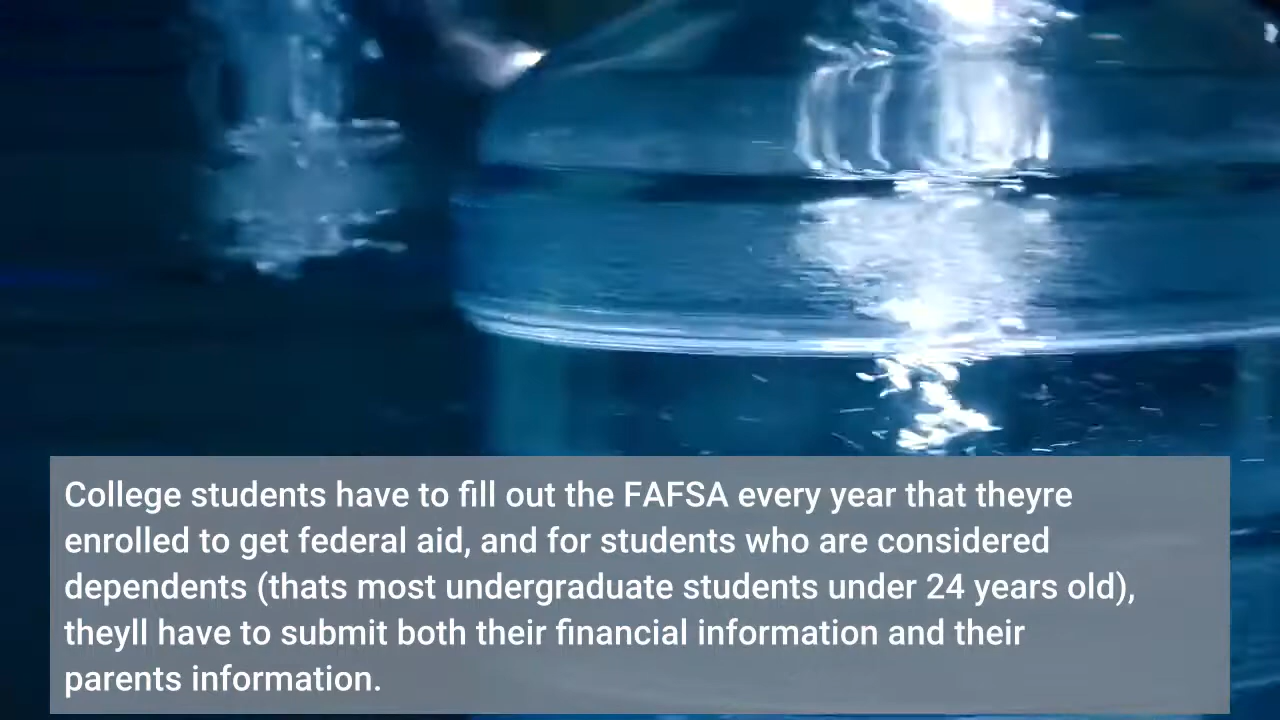 College students have to fill out the FAFSA every year that theyre
enrolled to get federal aid, and for students who are considered
dependents (thats most undergraduate students under 24 years old),
theyll have to submit both their financial information and their
parents information.